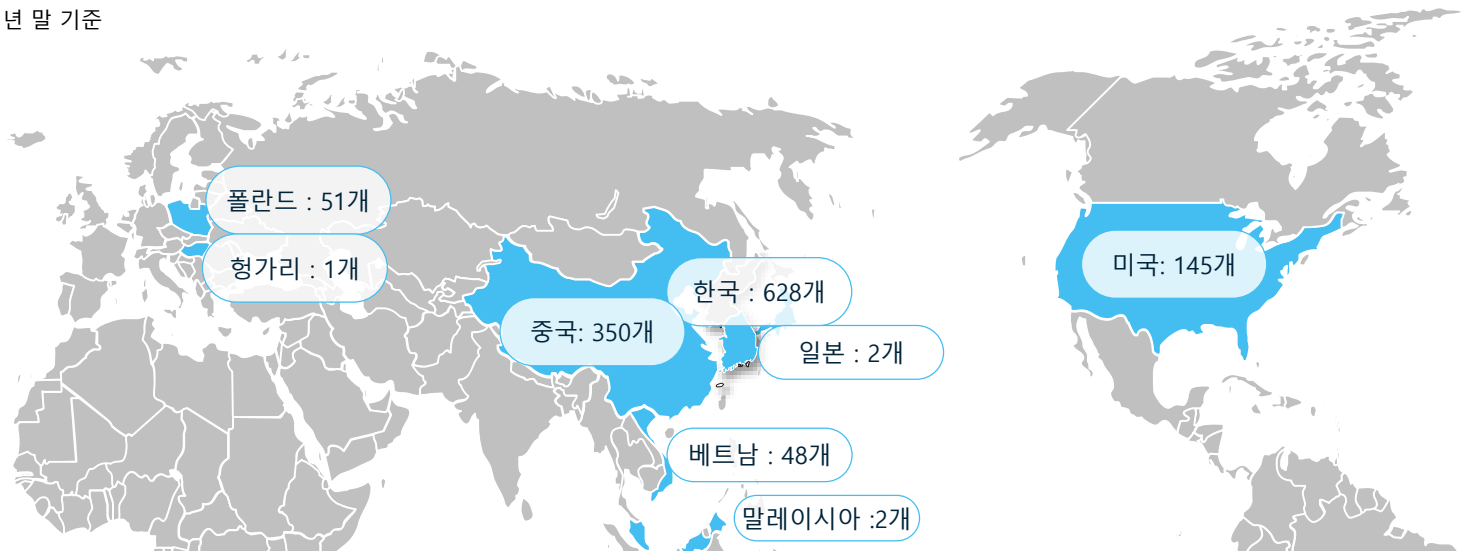 년 말 기준
폴란드 : 51개
헝가리 : 1개
미국: 145개
한국 : 628개
중국: 350개
일본 : 2개
베트남 : 48개
말레이시아 :2개